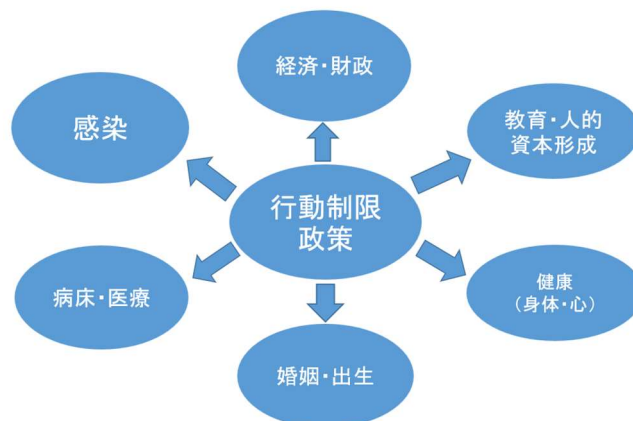 経済・財政
感染
教育・人的
資本形成
行動制限
政策
病床・医療
健康
（身体・心）
婚姻・出生